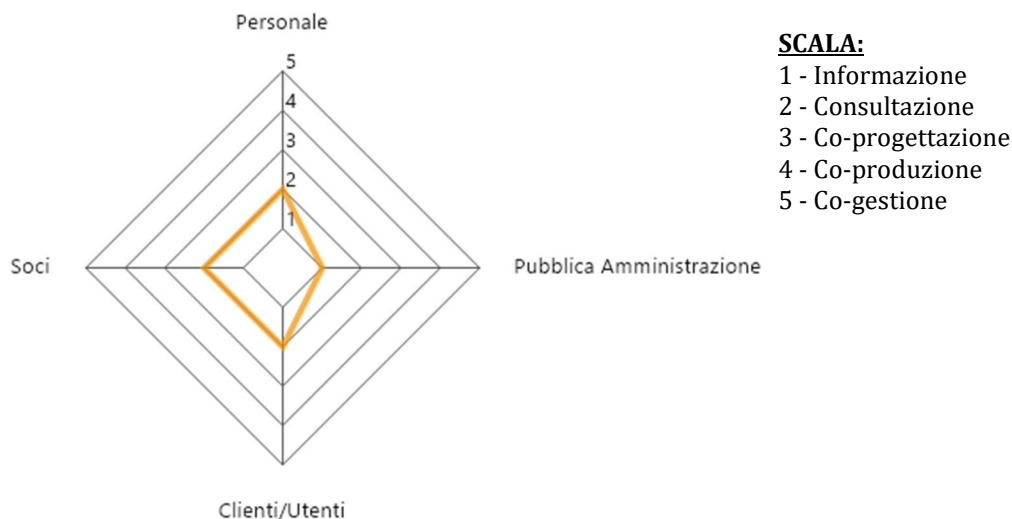 Personale
5
4
3
2
1
Soci
Pubblica Amministrazione
Clienti/Utenti
SCALA:
1 - Informazione
2 - Consultazione
3 - Co-progettazione
4 - Co-produzione
5 - Co-gestione